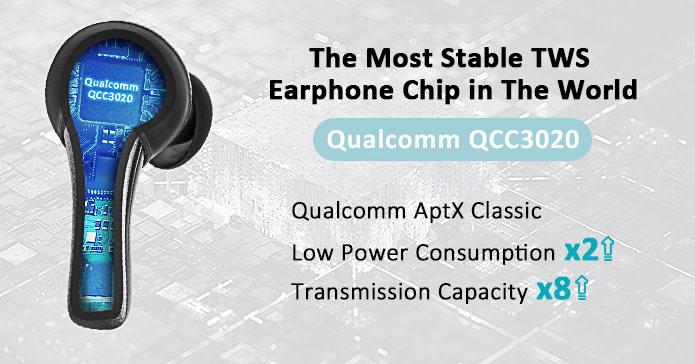 Qualcomm
QCC3020
The Most Stable TWS
Earphone Chip in The World
Qualcomm QCC3020
Qualcomm AptX Classic
Low Power Consumption x2⇧
Transmission Capacity x8⇧